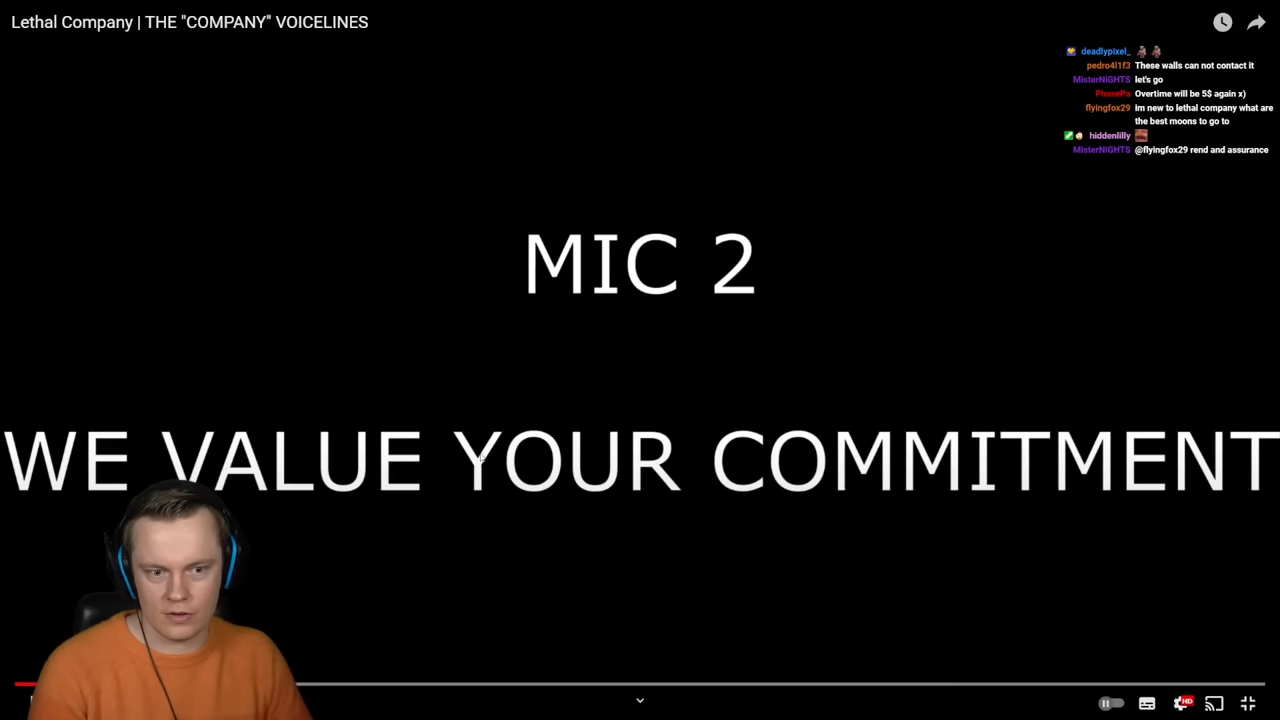 Lethal Company | THE "COMPANY" VOICELINES
deadlypixel_
pedro4l1f3 These walls can not contact it
MisterNiGHTS let's go
PhasePa Overtime will be 5$ again x)
flyingfox29 im new to lethal company what are
the best moons to go to
hiddenlilly
MisterNiGHTS @flyingfox29 rend and assurance
MIC 2
WE VALUE YOUR COMMITMENT
HD